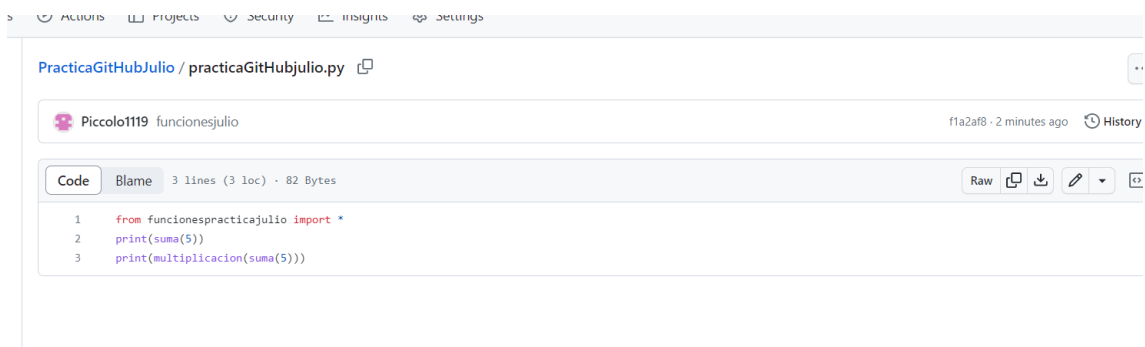 Actions Projects Security Insights Settings
PracticaGitHubJulio / practicaGitHubjulio.py
Piccolo1119 funcionesjulio f1a2af8 · 2 minutes ago History
Code Blame 3 lines (3 loc) · 82 Bytes Raw
1 from funcionespracticajulio import *
2 print(suma(5))
3 print(multiplicacion(suma(5)))